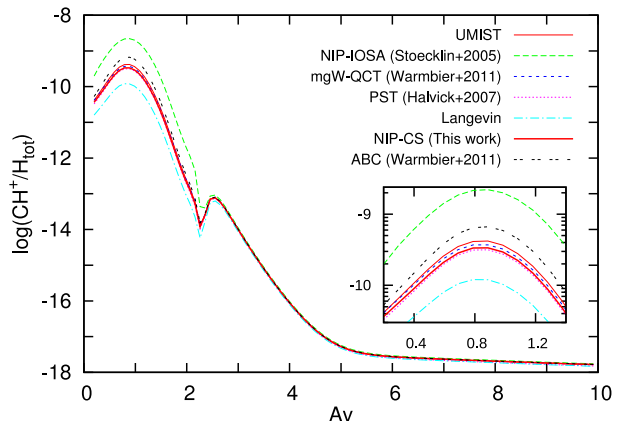 -8
-10
-12
-14
-16
-18
log(CH⁺/H_tot)
0
2
4
6
8
10
Av
UMIST
NIP-IOSA (Stoecklin+2005)
mgW-QCT (Warmbier+2011)
PST (Halvick+2007)
Langevin
NIP-CS (This work)
ABC (Warmbier+2011)
-9
-10
0.4
0.8
1.2